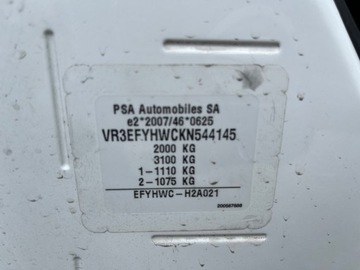 PSA Automobiles SA
e2*2007/46*0625
VR3EFYHWCKN544145
2000 KG
3100 KG
1-1110 KG
2-1075 KG
EFYHWC-H2A021